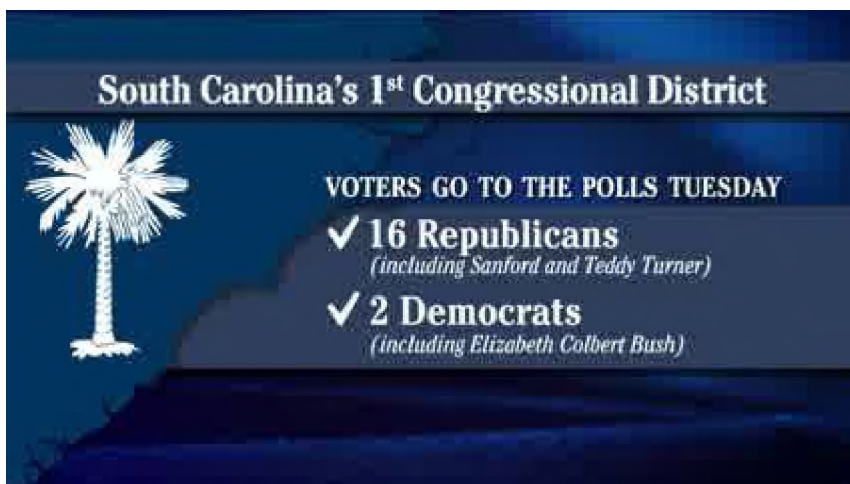 South Carolina's 1st Congressional District
VOTERS GO TO THE POLLS TUESDAY
✓ 16 Republicans
(including Sanford and Teddy Turner)
✓ 2 Democrats
(including Elizabeth Colbert Bush)